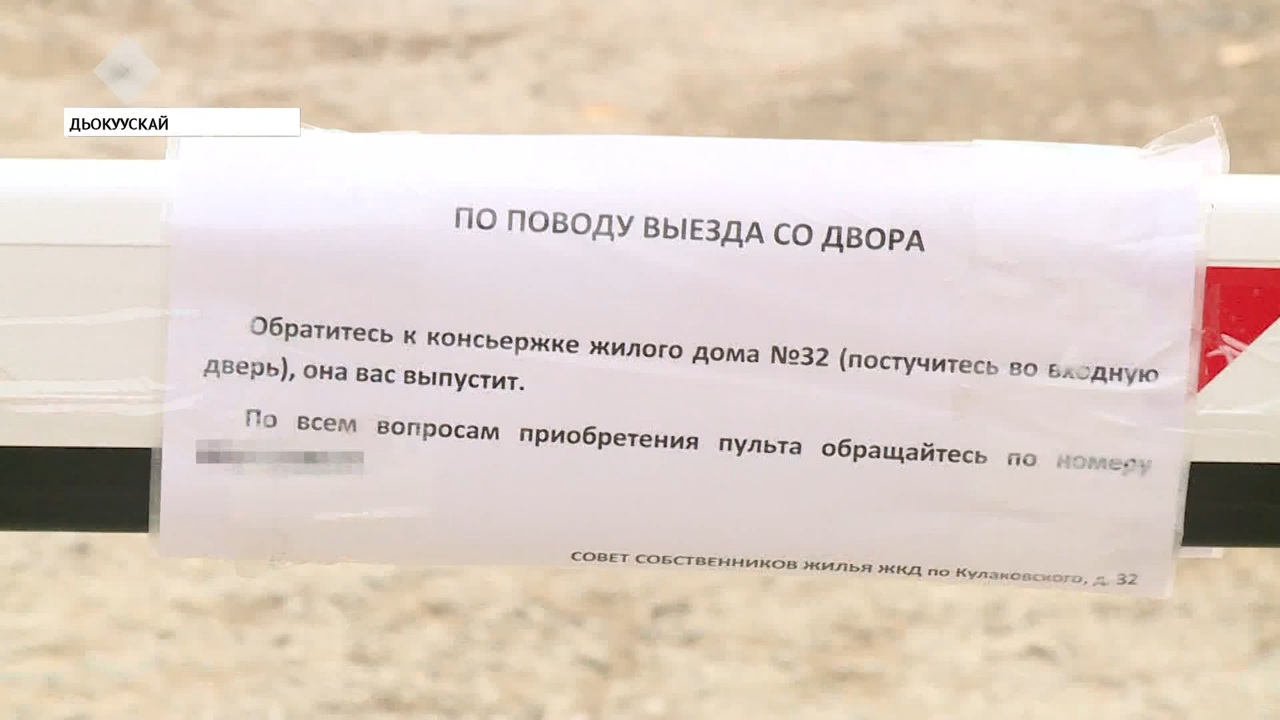 ДЬОКУУСКАЙ
ПО ПОВОДУ ВЫЕЗДА СО ДВОРА
Обратитесь к консьержке жилого дома №32 (постучитесь во входную
дверь), она вас выпустит.
По всем вопросам приобретения пульта обращайтесь по номеру
СОВЕТ СОБСТВЕННИКОВ ЖИЛЬЯ ЖКД по Кулаковского, д. 32